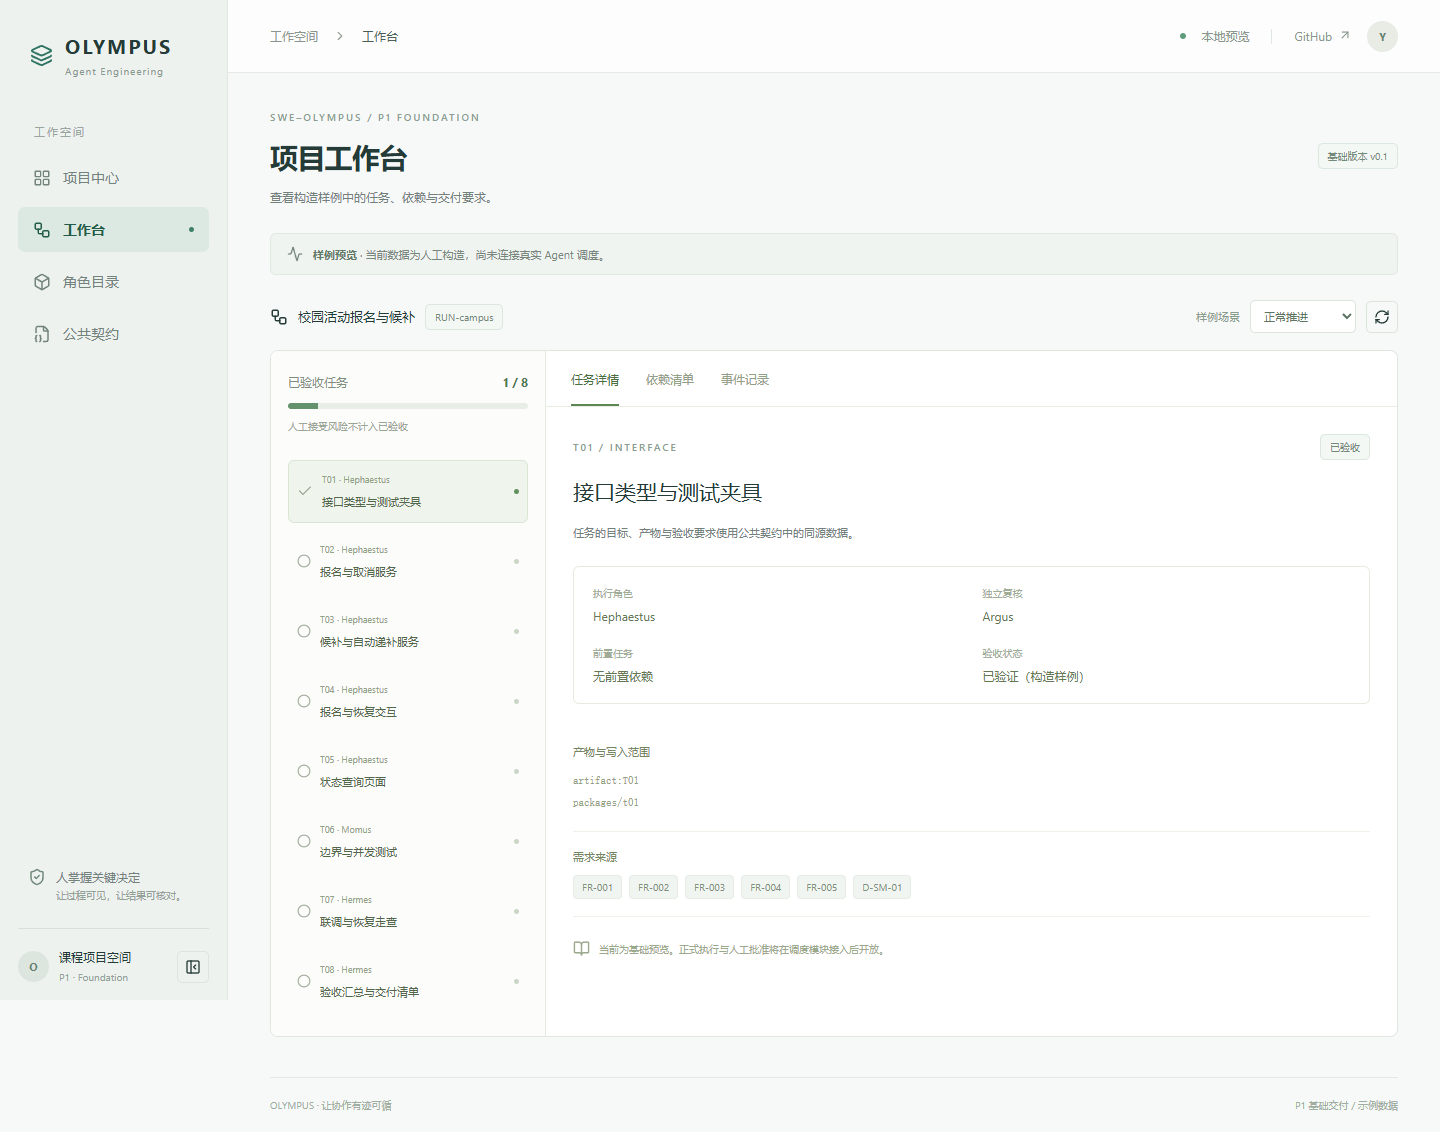 OLYMPUS
Agent Engineering
工作空间
项目中心
工作台
角色目录
公共契约
人掌握关键决定
让过程可见，让结果可核对。
O
课程项目空间
P1 · Foundation
工作空间 > 工作台
本地预览
GitHub
Y
SWE–OLYMPUS / P1 FOUNDATION
项目工作台
基础版本 v0.1
查看构造样例中的任务、依赖与交付要求。
样例预览 · 当前数据为人工构造，尚未连接真实 Agent 调度。
校园活动报名与候补
RUN-campus
样例场景
正常推进
已验收任务
1 / 8
人工接受风险不计入已验收
T01 · Hephaestus
接口类型与测试夹具
T02 · Hephaestus
报名与取消服务
T03 · Hephaestus
候补与自动递补服务
T04 · Hephaestus
报名与恢复交互
T05 · Hephaestus
状态查询页面
T06 · Momus
边界与并发测试
T07 · Hermes
联调与恢复走查
T08 · Hermes
验收汇总与交付清单
任务详情
依赖清单
事件记录
T01 / INTERFACE
已验收
接口类型与测试夹具
任务的目标、产物与验收要求使用公共契约中的同源数据。
执行角色
Hephaestus
独立复核
Argus
前置任务
无前置依赖
验收状态
已验证（构造样例）
产物与写入范围
artifact:T01
packages/t01
需求来源
FR-001
FR-002
FR-003
FR-004
FR-005
D-SM-01
当前为基础预览。正式执行与人工批准将在调度模块接入后开放。
OLYMPUS · 让协作有迹可循
P1 基础交付 / 示例数据